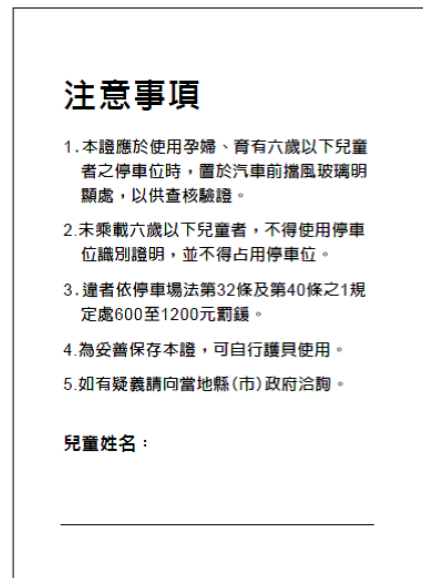 注意事項
1.本證應於使用孕婦、育有六歲以下兒童
者之停車位時，置於汽車前擋風玻璃明
顯處，以供查核驗證。
2.未乘載六歲以下兒童者，不得使用停車
位識別證明，並不得占用停車位。
3.違者依停車場法第32條及第40條之1規
定處600至1200元罰鍰。
4.為妥善保存本證，可自行護貝使用。
5.如有疑義請向當地縣(市)政府洽詢。
兒童姓名：